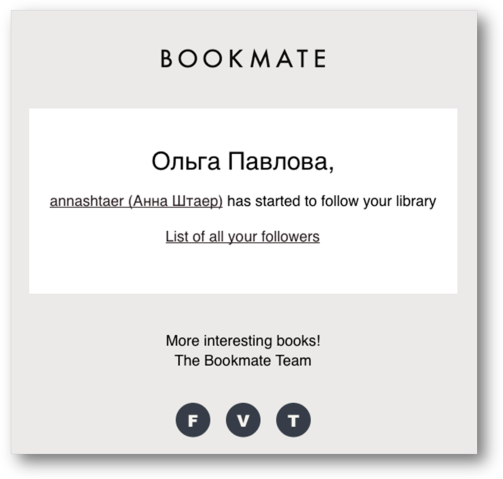 BOOKMATE
Ольга Павлова,
annashtaer (Анна Штаер) has started to follow your library
List of all your followers
More interesting books!
The Bookmate Team
F V T